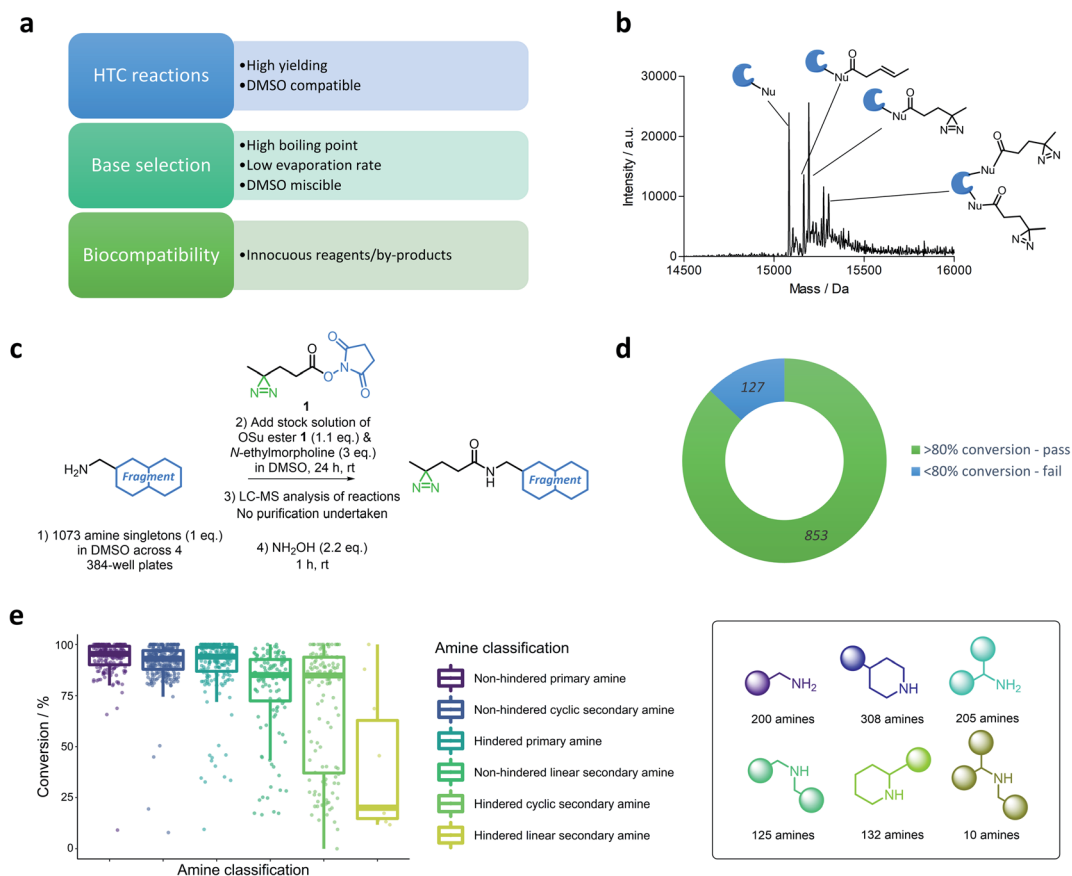 a
HTC reactions
•High yielding
•DMSO compatible
Base selection
•High boiling point
•Low evaporation rate
•DMSO miscible
Biocompatibility
•Innocuous reagents/by-products
b
30000
20000
10000
0
Intensity / a.u.
14500
15000
15500
16000
Mass / Da
Nu
O
Nu
O
Nu
N=N
O
Nu
N=N
Nu
O
N=N
c
O
O
O
N
O
N=N
1
2) Add stock solution of
OSu ester 1 (1.1 eq.) &
N-ethylmorpholine (3 eq.)
in DMSO, 24 h, rt
3) LC-MS analysis of reactions
No purification undertaken
4) NH2OH (2.2 eq.)
1 h, rt
H2N
Fragment
1) 1073 amine singletons (1 eq.)
in DMSO across 4
384-well plates
O
N
H
N=N
Fragment
d
127
853
>80% conversion - pass
<80% conversion - fail
e
100
75
50
25
0
Conversion / %
Amine classification
Amine classification
Non-hindered primary amine
Non-hindered cyclic secondary amine
Hindered primary amine
Non-hindered linear secondary amine
Hindered cyclic secondary amine
Hindered linear secondary amine
NH2
200 amines
NH
308 amines
NH2
205 amines
NH
125 amines
NH
132 amines
NH
10 amines